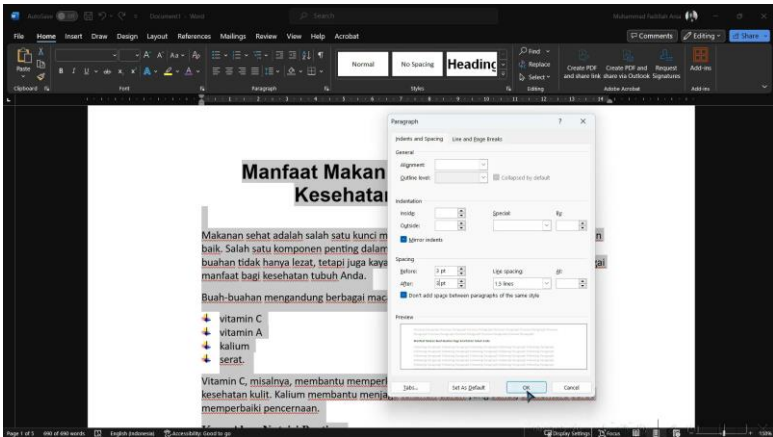 AutoSave
Document1 - Word
Search
File Home Insert Draw Design Layout References Mailings Review View Help Acrobat
Comments Editing Share
Paste
Clipboard
Font
Paragraph
Normal
No Spacing
Heading
Styles
Find
Replace
Select
Editing
Create PDF and share link
Create PDF and share via Outlook
Request Signatures
Adobe Acrobat
Add-ins
Add-ins
Manfaat Makan
Kesehata
Makanan sehat adalah salah satu kunci m
baik. Salah satu komponen penting dalam
buahan tidak hanya lezat, tetapi juga kaya
manfaat bagi kesehatan tubuh Anda.
Buah-buahan mengandung berbagai mac
vitamin C
vitamin A
kalium
serat.
Vitamin C, misalnya, membantu memperl
kesehatan kulit. Kalium membantu menja
memperbaiki pencernaan.
Paragraph ? ×
Indents and Spacing Line and Page Breaks
General
Alignment:
Outline level: Collapsed by default
Indentation
Inside: Special: By:
Outside:
Mirror indents
Spacing
Before: 3 pt Line spacing: At:
After: 3 pt 1,5 lines
Don't add space between paragraphs of the same style
Preview
Tabs... Set As Default OK Cancel
Page 1 of 5 690 of 690 words English (Indonesia) Accessibility: Good to go
Display Settings Focus